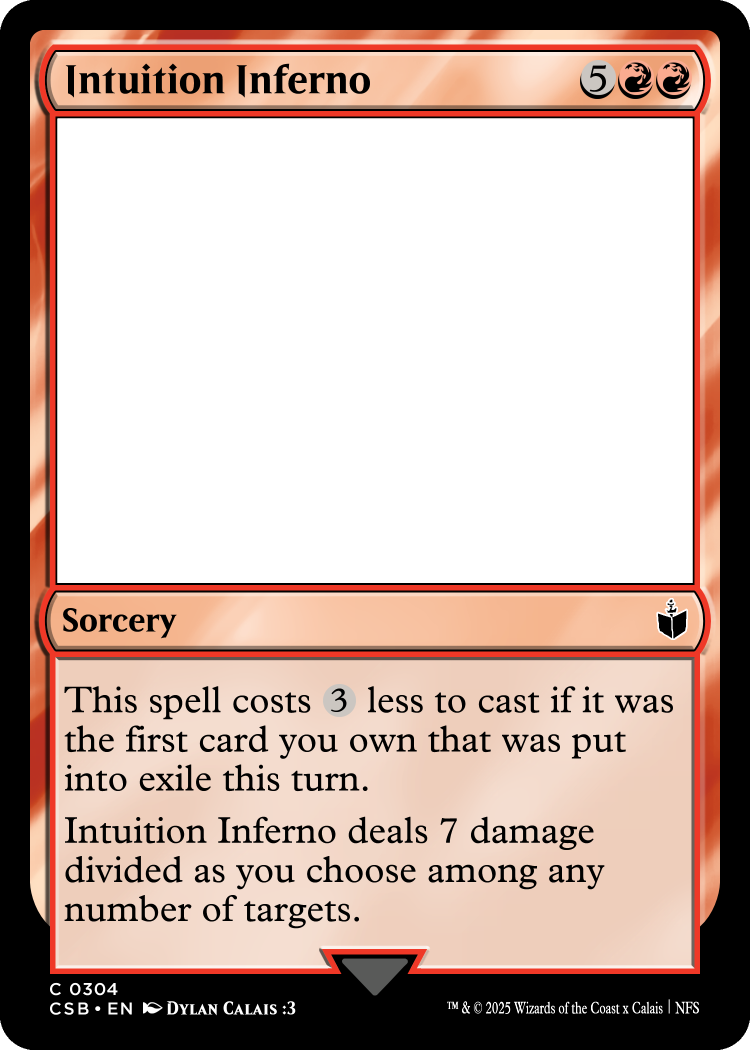 Intuition Inferno 5
Sorcery
This spell costs 3 less to cast if it was
the first card you own that was put
into exile this turn.
Intuition Inferno deals 7 damage
divided as you choose among any
number of targets.
C 0304
CSB • EN Dylan Calais :3
™ & © 2025 Wizards of the Coast x Calais | NFS